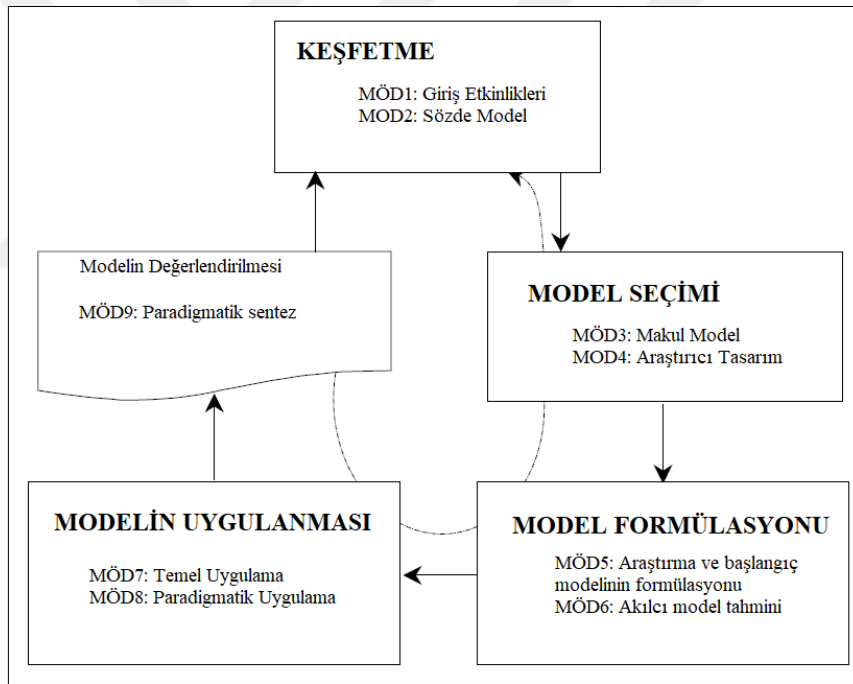 KEŞFETME
MÖD1: Giriş Etkinlikleri
MOD2: Sözde Model
Modelin Değerlendirilmesi
MÖD9: Paradigmatik sentez
MODEL SEÇİMİ
MÖD3: Makul Model
MOD4: Araştırıcı Tasarım
MODELİN UYGULANMASI
MÖD7: Temel Uygulama
MÖD8: Paradigmatik Uygulama
MODEL FORMÜLASYONU
MÖD5: Araştırma ve başlangıç
modelinin formülasyonu
MÖD6: Akılcı model tahmini